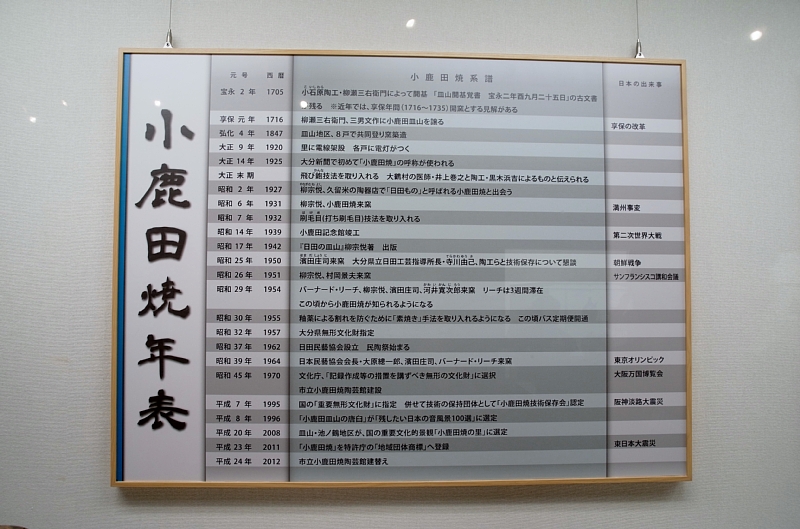 小鹿田焼年表
元号 西暦 小鹿田焼系譜 日本の出来事
宝永 2 年 1705 小石原陶工・柳瀬三右衛門によって開基 「皿山開基覚書 宝永二年酉九月二十五日」の古文書
残る ※近年では、享保年間（1716～1735）開窯とする見解がある
享保 元 年 1716 柳瀬三右衛門、三男文作に小鹿田皿山を譲る 享保の改革
弘化 4 年 1847 皿山地区、8戸で共同登り窯築造
大正 9 年 1920 里に電線架設 各戸に電灯がつく
大正 14 年 1925 大分新聞で初めて「小鹿田焼」の呼称が使われる
大正 末 期 飛び鉋技法を取り入れる 大鶴村の医師・井上巻之と陶工・黒木浜吉によるものと伝えられる
昭和 2 年 1927 柳宗悦、久留米の陶器店で「日田もの」と呼ばれる小鹿田焼と出会う
昭和 6 年 1931 柳宗悦、小鹿田焼来窯 満州事変
昭和 7 年 1932 刷毛目（打ち刷毛目）技法を取り入れる
昭和 14 年 1939 小鹿田記念館竣工 第二次世界大戦
昭和 17 年 1942 『日田の皿山』柳宗悦著 出版
昭和 25 年 1950 濱田庄司来窯 大分県立日田工芸指導所長・寺川由己、陶工らと技術保存について懇談 朝鮮戦争
昭和 26 年 1951 柳宗悦、村岡景夫来窯 サンフランシスコ講和会議
昭和 29 年 1954 バーナード・リーチ、柳宗悦、濱田庄司、河井寛次郎来窯 リーチは3週間滞在
この頃から小鹿田焼が知られるようになる
昭和 30 年 1955 釉薬による割れを防ぐために「素焼き」手法を取り入れるようになる この頃バス定期便開通
昭和 32 年 1957 大分県無形文化財指定
昭和 37 年 1962 日田民藝協会設立 民陶祭始まる
昭和 39 年 1964 日本民藝協会会長・大原總一郎、濱田庄司、バーナード・リーチ来窯 東京オリンピック
昭和 45 年 1970 文化庁、「記録作成等の措置を講ずべき無形の文化財」に選択 大阪万国博覧会
市立小鹿田焼陶芸館建設
平成 7 年 1995 国の「重要無形文化財」に指定 併せて技術の保持団体として「小鹿田焼技術保存会」認定 阪神淡路大震災
平成 8 年 1996 「小鹿田皿山の唐臼」が「残したい日本の音風景100選」に選定
平成 20 年 2008 皿山・池ノ鶴地区が、国の重要文化的景観「小鹿田焼の里」に選定
平成 23 年 2011 「小鹿田焼」を特許庁の「地域団体商標」へ登録 東日本大震災
平成 24 年 2012 市立小鹿田焼陶芸館建替え